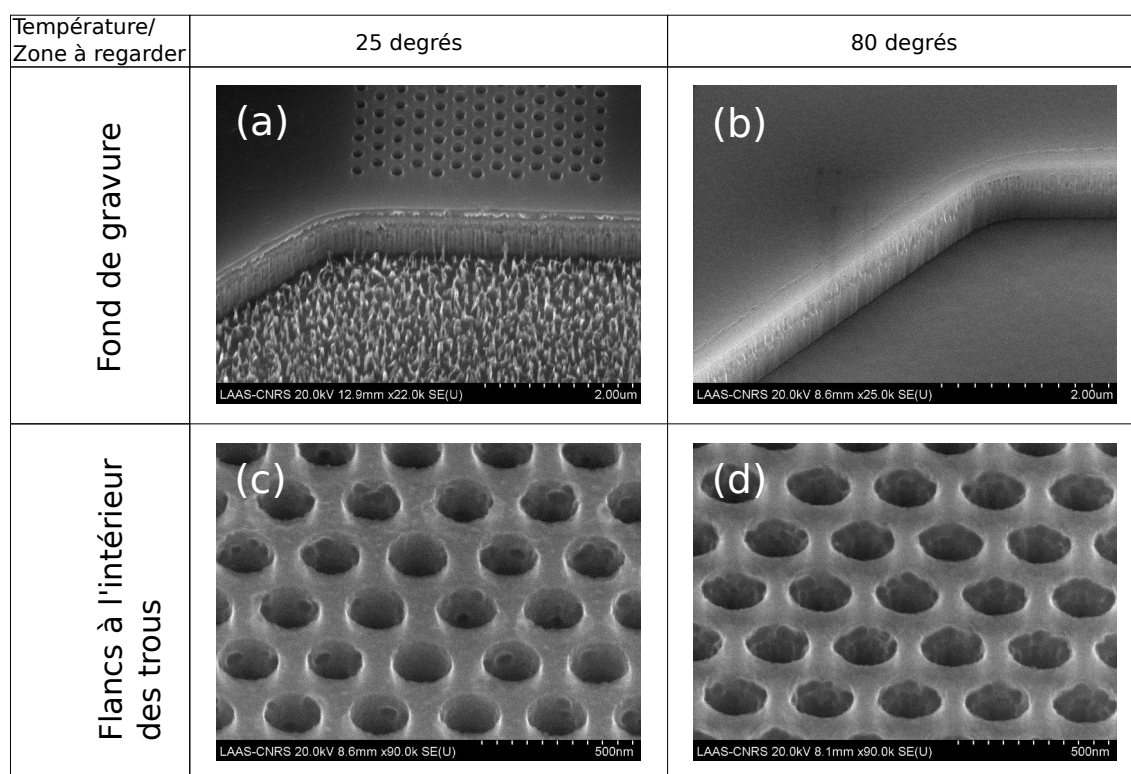 Température/
Zone à regarder
25 degrés
80 degrés
Fond de gravure
(a)
LAAS-CNRS 20.0kV 12.9mm x22.0k SE(U) 2.00um
(b)
LAAS-CNRS 20.0kV 8.6mm x25.0k SE(U) 2.00um
Flancs à l'intérieur
des trous
(c)
LAAS-CNRS 20.0kV 8.6mm x90.0k SE(U) 500nm
(d)
LAAS-CNRS 20.0kV 8.1mm x90.0k SE(U) 500nm